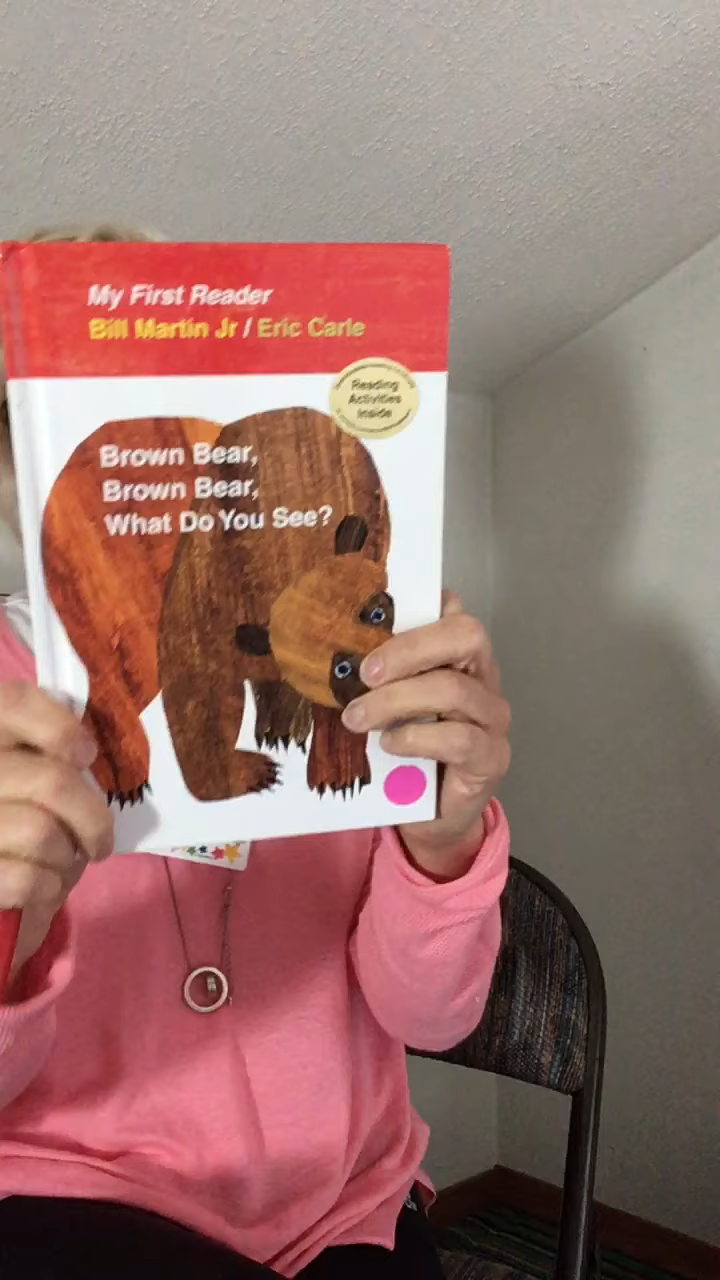 My First Reader
Bill Martin Jr / Eric Carle
Reading
Activities
Inside
Brown Bear,
Brown Bear,
What Do You See?